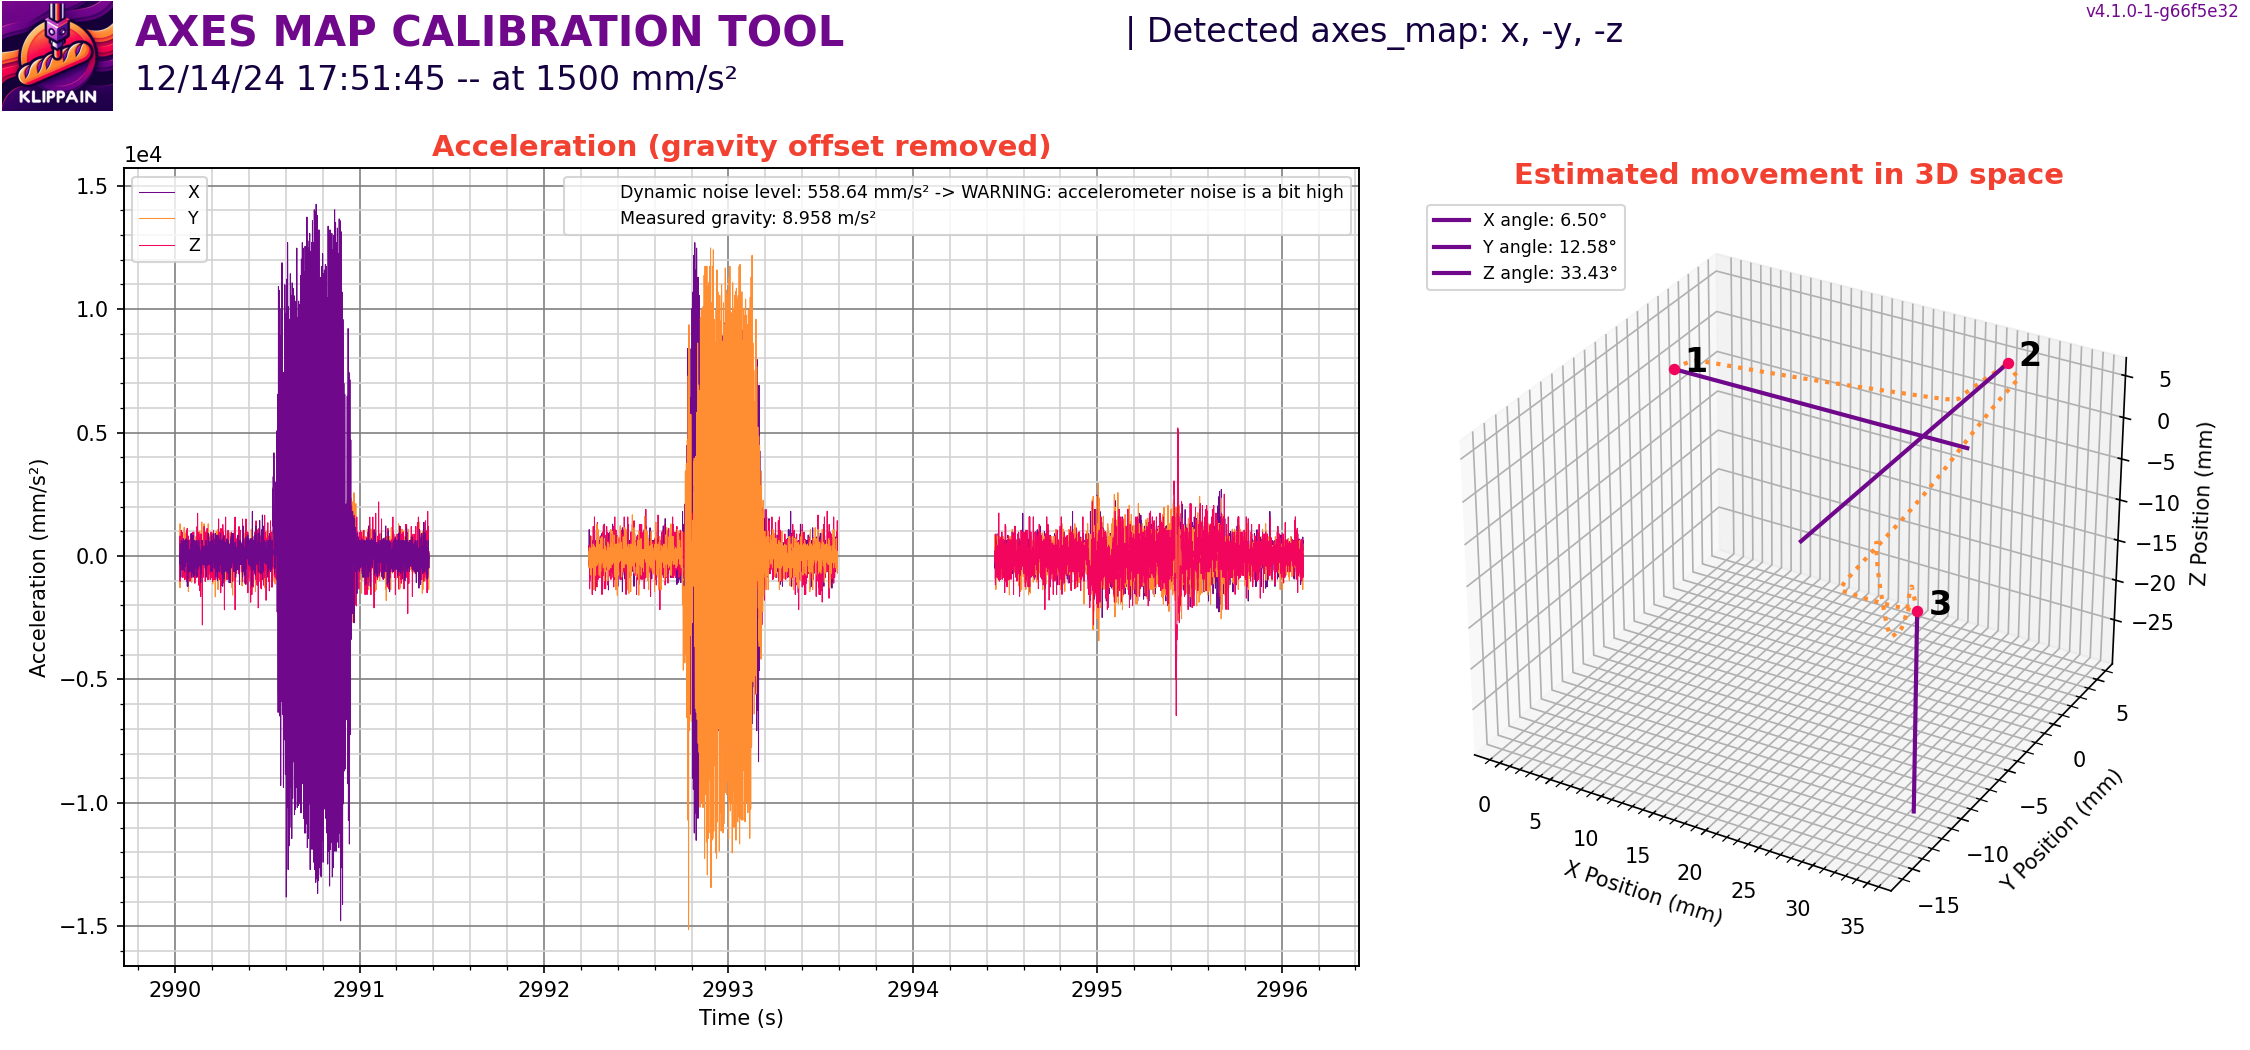 KLIPPAIN
AXES MAP CALIBRATION TOOL
| Detected axes_map: x, -y, -z
v4.1.0-1-g66f5e32
12/14/24 17:51:45 -- at 1500 mm/s²
Acceleration (gravity offset removed)
1e4
X
Y
Z
Dynamic noise level: 558.64 mm/s² -> WARNING: accelerometer noise is a bit high
Measured gravity: 8.958 m/s²
1.5
1.0
0.5
0.0
−0.5
−1.0
−1.5
Acceleration (mm/s²)
2990 2991 2992 2993 2994 2995 2996
Time (s)
Estimated movement in 3D space
X angle: 6.50°
Y angle: 12.58°
Z angle: 33.43°
1
2
3
5
0
−5
−10
−15
−20
−25
Z Position (mm)
5
0
−5
−10
−15
Y Position (mm)
0
5
10
15
20
25
30
35
X Position (mm)